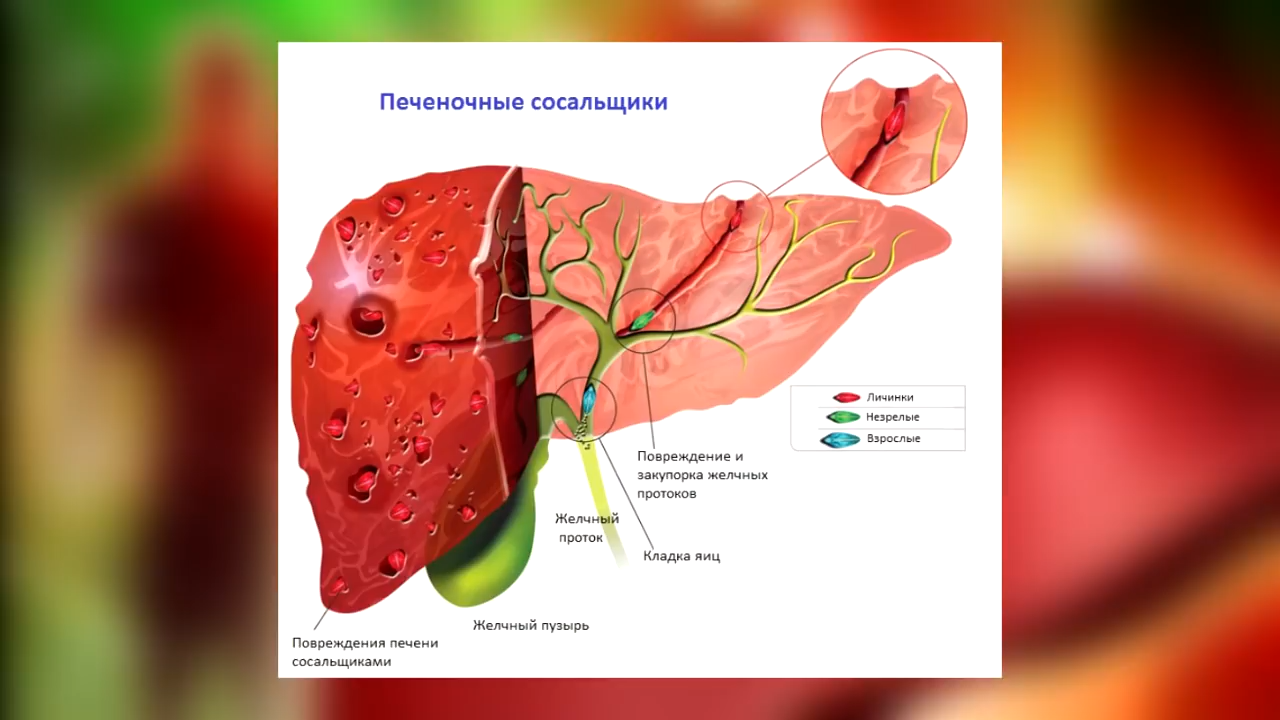 Печеночные сосальщики
Личинки
Незрелые
Взрослые
Повреждение и
закупорка желчных
протоков
Желчный
проток
Кладка яиц
Желчный пузырь
Повреждения печени
сосальщиками